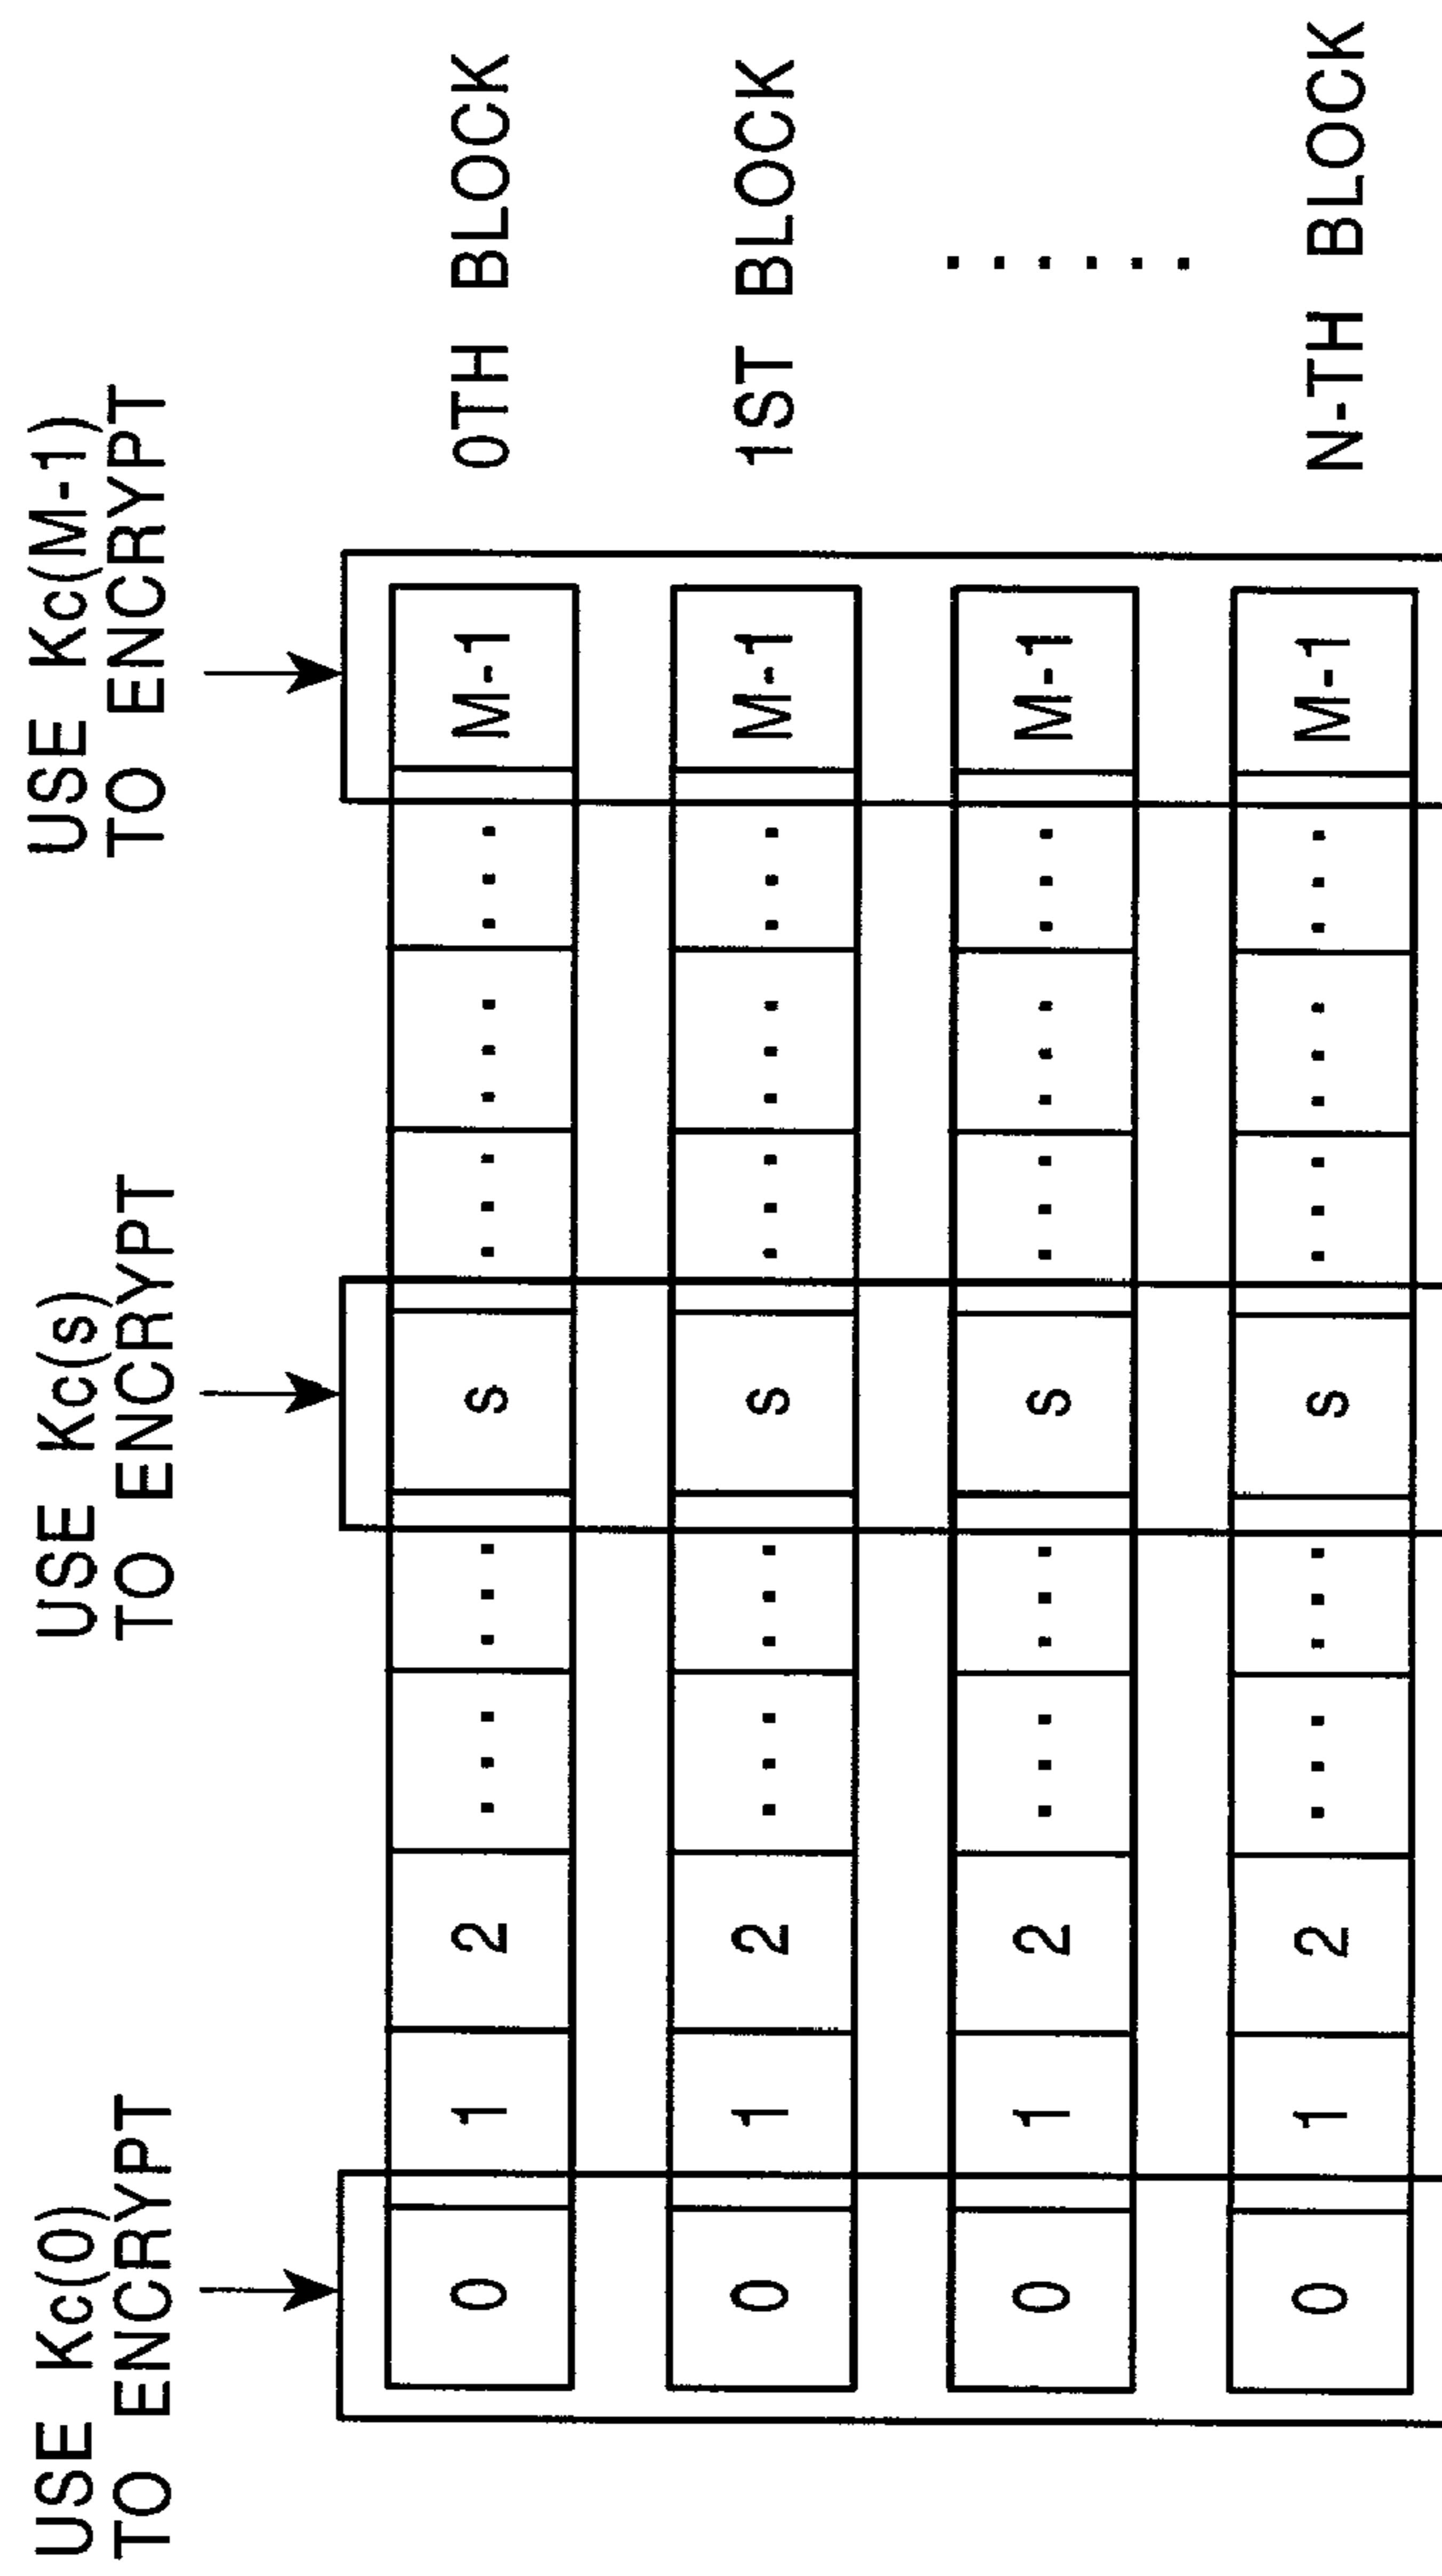 USE Kc(0)
TO ENCRYPT
USE Kc(s)
TO ENCRYPT
USE Kc(M-1)
TO ENCRYPT
0 1 2 ... ... s ... ... ... M-1 0TH BLOCK
0 1 2 ... ... s ... ... ... M-1 1ST BLOCK
0 1 2 ... ... s ... ... ... M-1 ......
0 1 2 ... ... s ... ... ... M-1 N-TH BLOCK